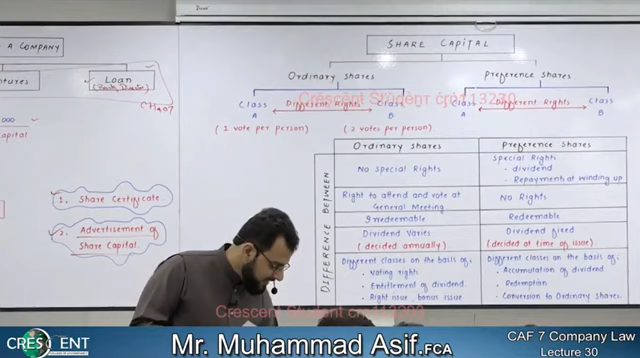 Down
A COMPANY
ntures
Loan
CH#07
000
apital
1. Share Certificate
2. Advertisement of
Share Capital.
SHARE CAPITAL
Ordinary shares
Preference shares.
Class
A
Different Rights
Class
B
Class
A
Different Rights
Class
B
(1 vote per person)
(2 votes per person)
DIFFERENCE BETWEEN
Ordinary shares
Preference Shares
No special Rights
Special Rights
• dividend
• Repayment at winding up
Right to attend and vote at
General Meeting
No Rights
Irredeemable
Redeemable
Dividend Varies
(decided annually)
Dividend fixed
(decided at time of issue)
Different classes on the basis of:
• Voting rights
• Entitlement of dividend
• Right issue, bonus issue
Different classes on the basis of;
• Accumulation of dividend
• Redemption
• Conversion to Ordinary shares
Crescent Student crn113230
Crescent Student
CRESCENT
Mr. Muhammad Asif.FCA
CAF 7 Company Law
Lecture 30